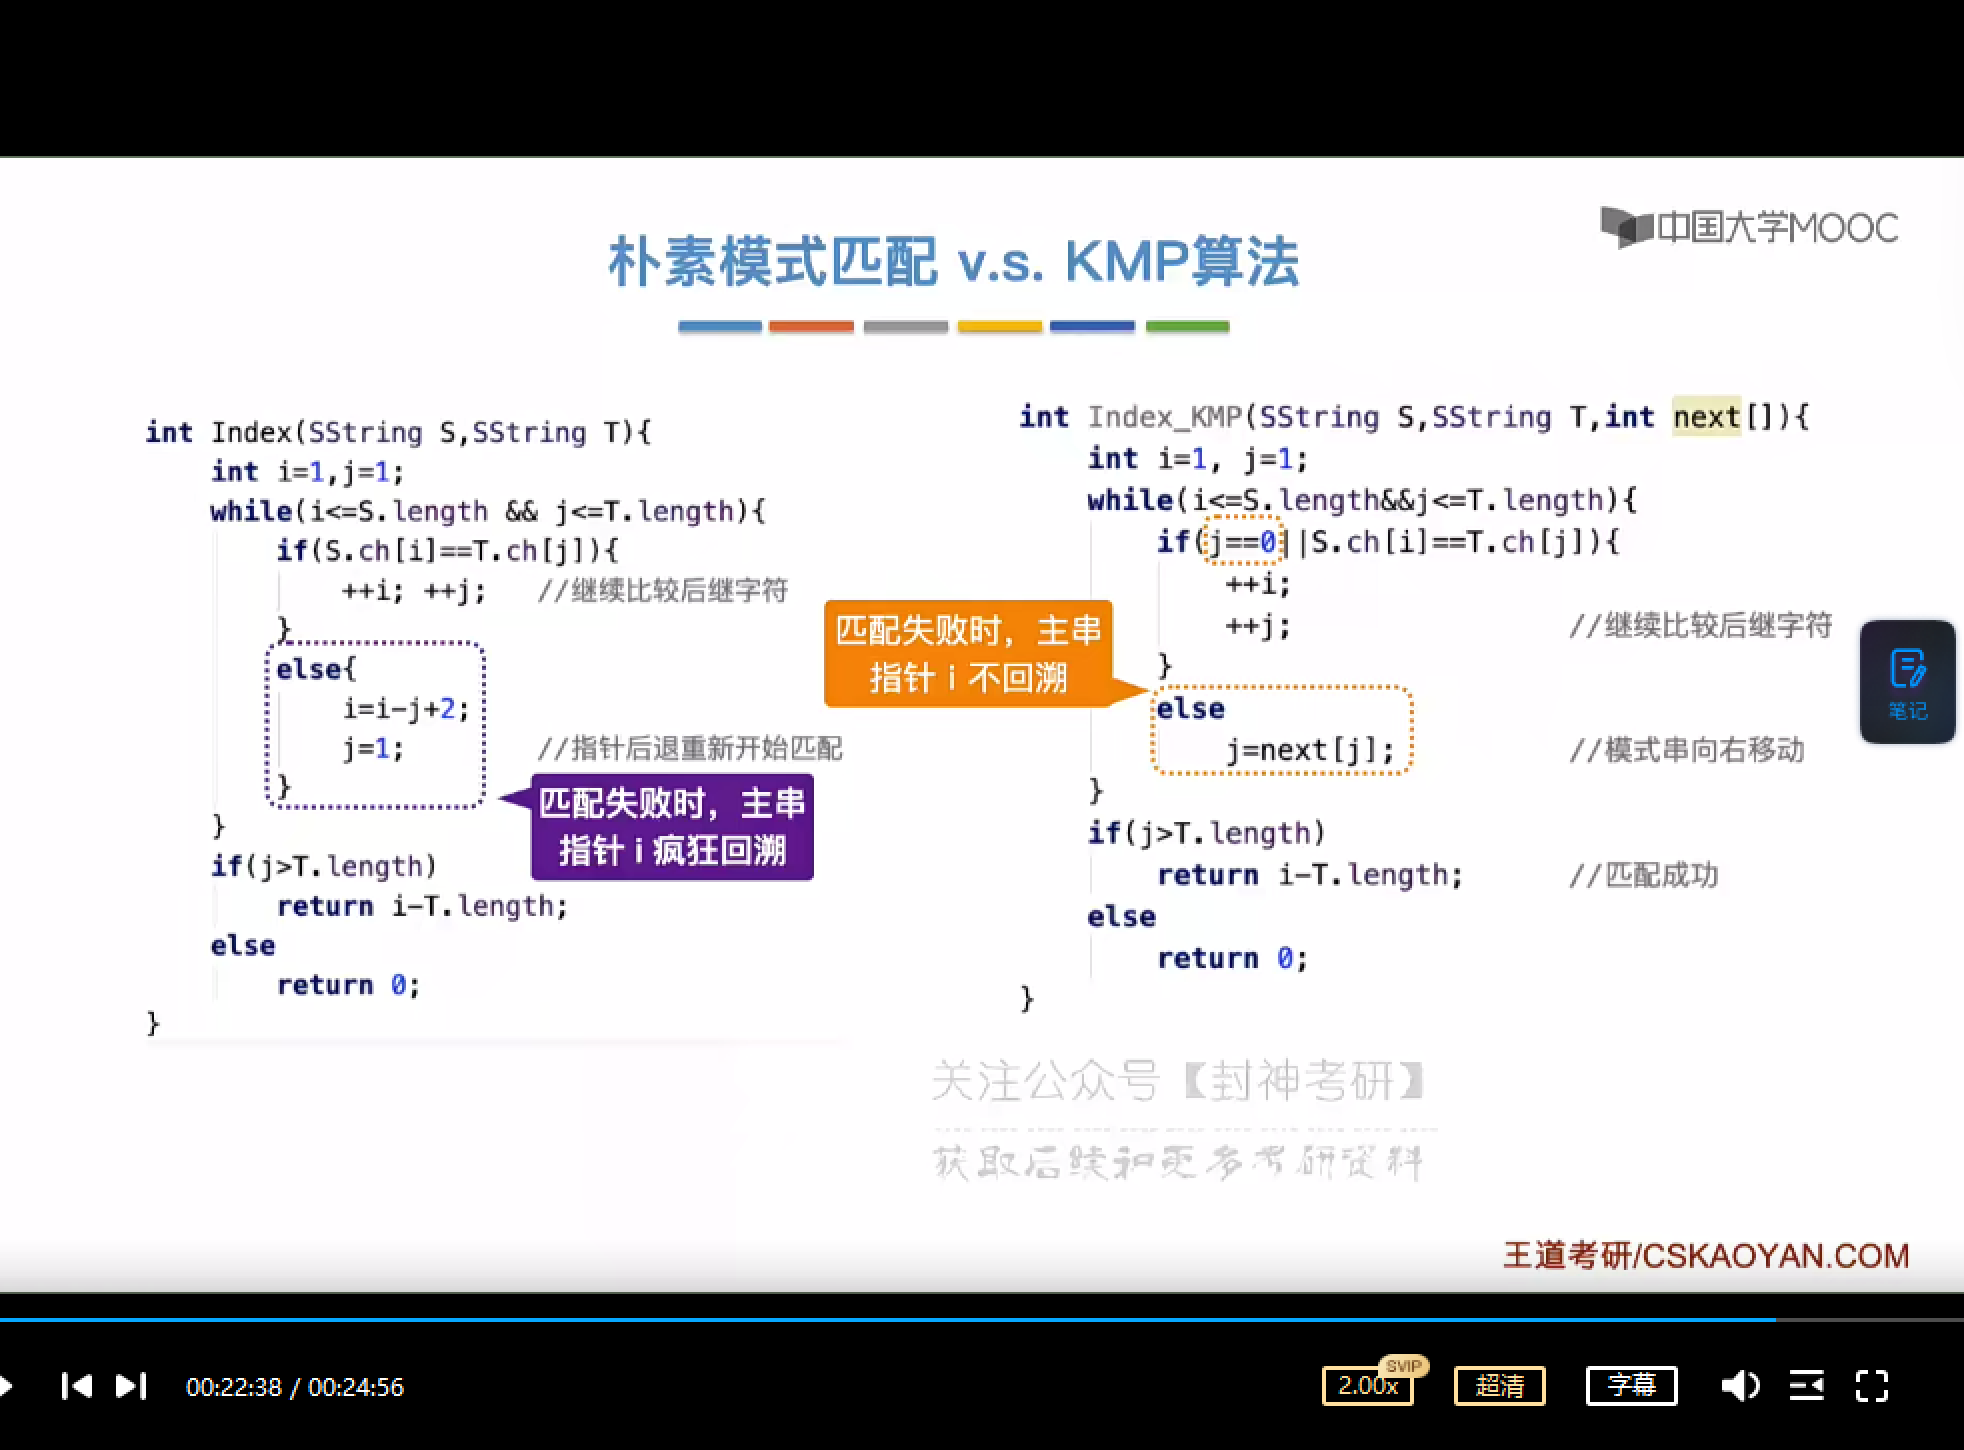 中国大学MOOC
朴素模式匹配 v.s. KMP算法
int Index(SString S,SString T){
int i=1,j=1;
while(i<=S.length && j<=T.length){
if(S.ch[i]==T.ch[j]){
++i; ++j; //继续比较后继字符
}
else{
i=i-j+2;
j=1; //指针后退重新开始匹配
}
}
if(j>T.length)
return i-T.length;
else
return 0;
}
匹配失败时，主串
指针 i 疯狂回溯
int Index_KMP(SString S,SString T,int next[]){
int i=1, j=1;
while(i<=S.length&&j<=T.length){
if(j==0||S.ch[i]==T.ch[j]){
++i;
++j; //继续比较后继字符
}
else
j=next[j]; //模式串向右移动
}
if(j>T.length)
return i-T.length; //匹配成功
else
return 0;
}
匹配失败时，主串
指针 i 不回溯
笔记
关注公众号【封神考研】
获取后续和更多考研资料
王道考研/CSKAOYAN.COM
00:22:38 / 00:24:56
SVIP
2.00x
超清
字幕